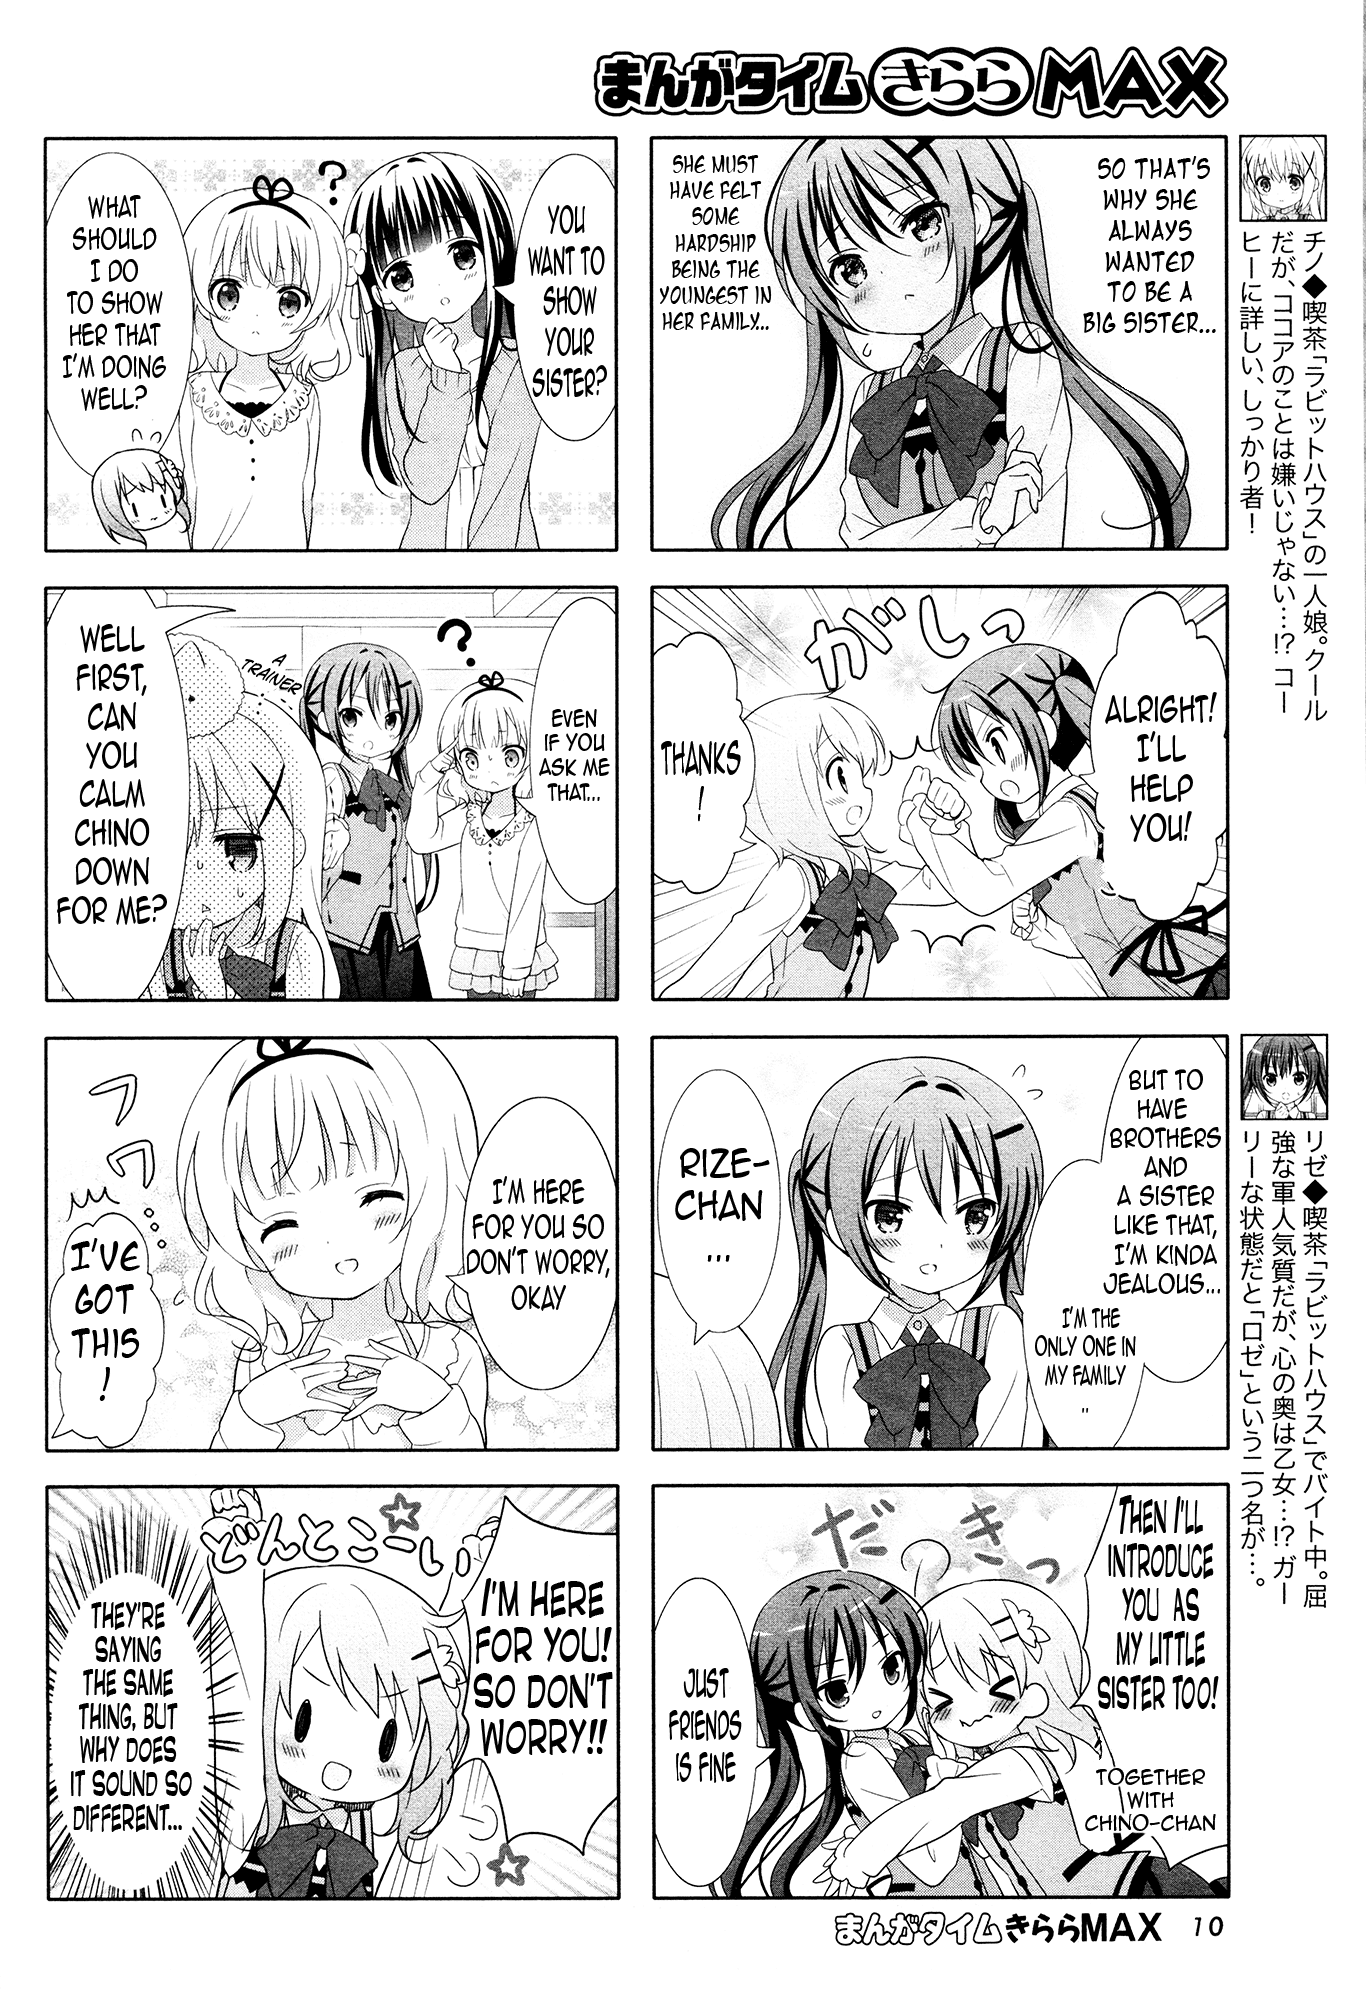 まんがタイムきららMAX
SO THAT'S
WHY SHE
ALWAYS
WANTED
TO BE A
BIG SISTER...
SHE MUST
HAVE FELT
SOME
HARDSHIP
BEING THE
YOUNGEST IN
HER FAMILY...
がしっ
ALRIGHT!
I'LL
HELP
YOU!
THANKS
!
BUT TO
HAVE
BROTHERS
AND
A SISTER
LIKE THAT,
I'M KINDA
JEALOUS...
I'M THE
ONLY ONE IN
MY FAMILY
..
RIZE-
CHAN
...
だきっ
THEN I'LL
INTRODUCE
YOU AS
MY LITTLE
SISTER TOO!
TOGETHER
WITH
CHINO-CHAN
?
JUST
FRIENDS
IS FINE
YOU
WANT TO
SHOW
YOUR
SISTER?
?
WHAT
SHOULD
I DO
TO SHOW
HER THAT
I'M DOING
WELL?
EVEN
IF YOU
ASK ME
THAT...
?
A
TRAINER
WELL
FIRST,
CAN
YOU
CALM
CHINO
DOWN
FOR ME?
I'M HERE
FOR YOU SO
DON'T WORRY,
OKAY
フワ
I'VE
GOT
THIS
!
どんとこーい
I'M HERE
FOR YOU!
SO DON'T
WORRY!!
THEY'RE
SAYING
THE SAME
THING, BUT
WHY DOES
IT SOUND SO
DIFFERENT...
チノ◆喫茶「ラビットハウス」の一人娘。クール
だが、ココアのことは嫌いじゃない…!? コー
ヒーに詳しい、しっかり者！
リゼ◆喫茶「ラビットハウス」でバイト中。屈
強な軍人気質だが、心の奥は乙女…!? ガー
リーな状態だと「ロゼ」という二つ名が…。
まんがタイムきららMAX 10